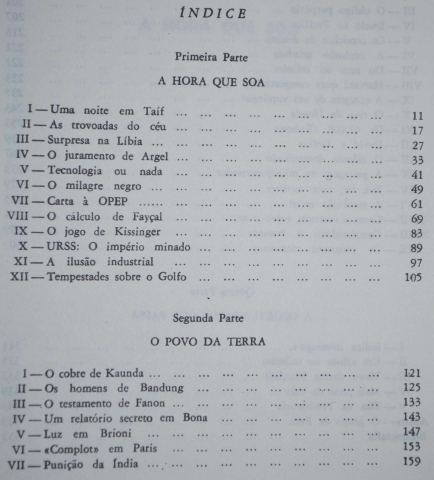 ÍNDICE
Primeira Parte
A HORA QUE SOA
I — Uma noite em Taif ... ... ... ... ... ... ... ... 11
II — As trovoadas do céu ... ... ... ... ... ... ... 17
III — Surpresa na Líbia ... ... ... ... ... ... ... ... 27
IV — O juramento de Argel ... ... ... ... ... ... ... 33
V — Tecnologia ou nada ... ... ... ... ... ... ... 41
VI — O milagre negro ... ... ... ... ... ... ... ... 49
VII — Carta à OPEP ... ... ... ... ... ... ... ... 61
VIII — O cálculo de Fayçal ... ... ... ... ... ... ... 69
IX — O jogo de Kissinger ... ... ... ... ... ... ... 83
X — URSS: O império minado ... ... ... ... ... ... 89
XI — A ilusão industrial ... ... ... ... ... ... ... 97
XII — Tempestades sobre o Golfo ... ... ... ... ... ... 105
Segunda Parte
O POVO DA TERRA
I — O cobre de Kaunda ... ... ... ... ... ... ... 121
II — Os homens de Bandung ... ... ... ... ... ... 125
III — O testamento de Fanon ... ... ... ... ... ... 133
IV — Um relatório secreto em Bona ... ... ... ... ... 143
V — Luz em Brioni ... ... ... ... ... ... ... ... 147
VI — «Complot» em Paris ... ... ... ... ... ... ... 153
VII — Punição da Índia ... ... ... ... ... ... ... 159